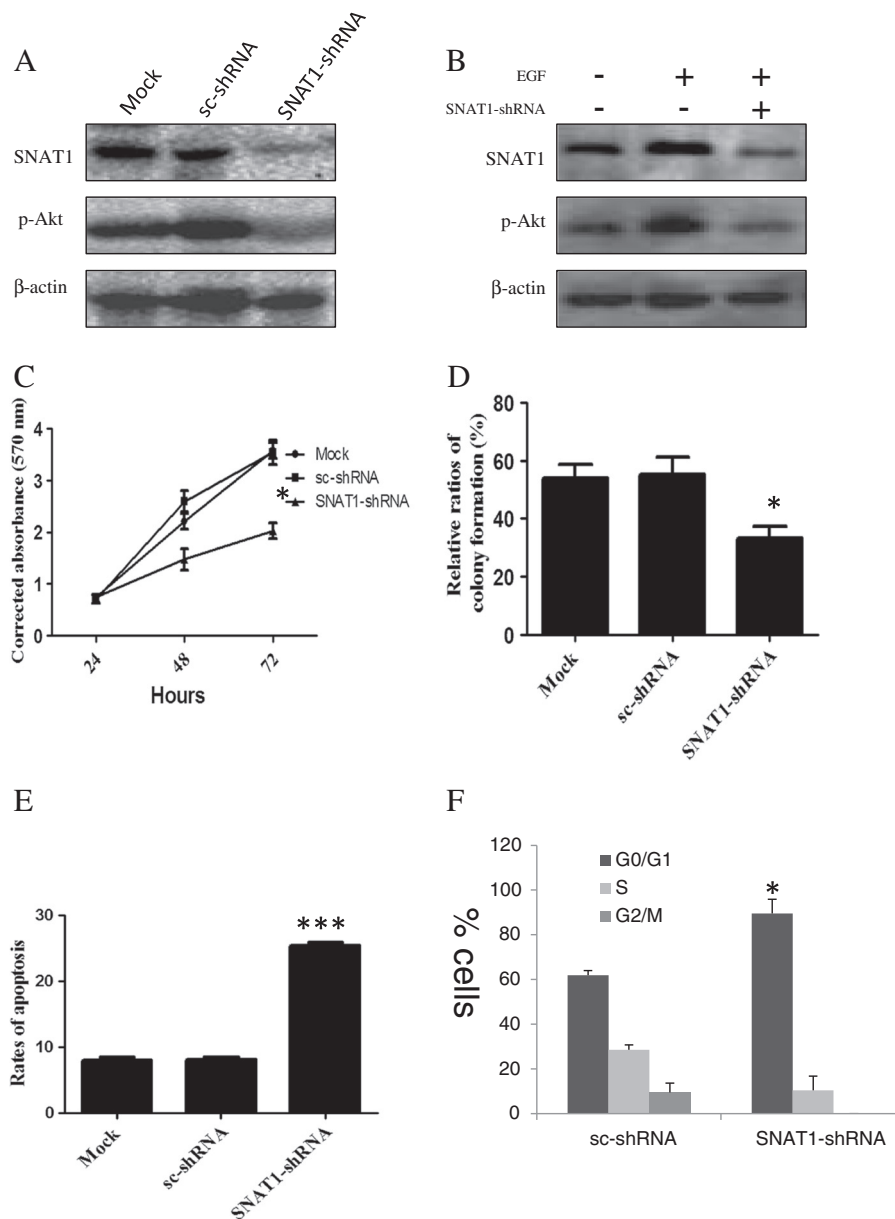 A
Mock
sc-shRNA
SNAT1-shRNA
SNAT1
p-Akt
β-actin
B
EGF - + +
SNAT1-shRNA - - +
SNAT1
p-Akt
β-actin
C
Corrected absorbance (570 nm)
4
3
2
1
0
24
48
72
Hours
Mock
sc-shRNA
* SNAT1-shRNA
D
Relative ratios of
colony formation (%)
80
60
40
20
0
*
Mock
sc-shRNA
SNAT1-shRNA
E
Rates of apoptosis
30
20
10
0
***
Mock
sc-shRNA
SNAT1-shRNA
F
% cells
120
100
80
60
40
20
0
G0/G1
S
G2/M
*
sc-shRNA
SNAT1-shRNA